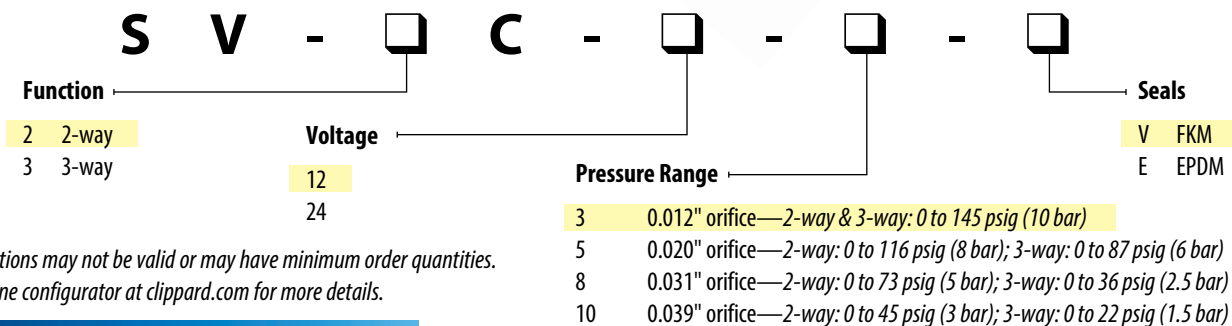 S V - ❑ C - ❑ - ❑ - ❑
Function
2 2-way
3 3-way
Voltage
12
24
Pressure Range
3 0.012" orifice—2-way & 3-way: 0 to 145 psig (10 bar)
5 0.020" orifice—2-way: 0 to 116 psig (8 bar); 3-way: 0 to 87 psig (6 bar)
8 0.031" orifice—2-way: 0 to 73 psig (5 bar); 3-way: 0 to 36 psig (2.5 bar)
10 0.039" orifice—2-way: 0 to 45 psig (3 bar); 3-way: 0 to 22 psig (1.5 bar)
Seals
V FKM
E EPDM
tions may not be valid or may have minimum order quantities.
ne configurator at clippard.com for more details.